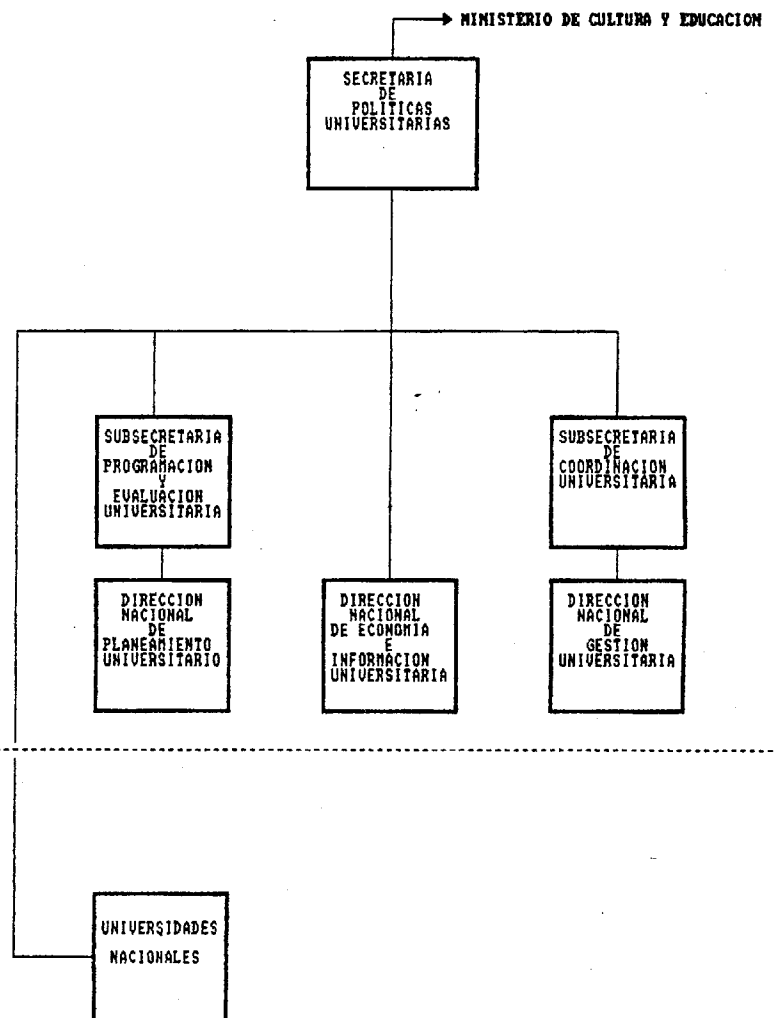 MINISTERIO DE CULTURA Y EDUCACION
SECRETARIA
DE
POLITICAS
UNIVERSITARIAS
SUBSECRETARIA
DE
PROGRAMACION
Y
EVALUACION
UNIVERSITARIA
SUBSECRETARIA
DE
COORDINACION
UNIVERSITARIA
DIRECCION
NACIONAL
DE
PLANEAMIENTO
UNIVERSITARIO
DIRECCION
NACIONAL
DE ECONOMIA
E
INFORMACION
UNIVERSITARIA
DIRECCION
NACIONAL
DE
GESTION
UNIVERSITARIA
UNIVERSIDADES
NACIONALES